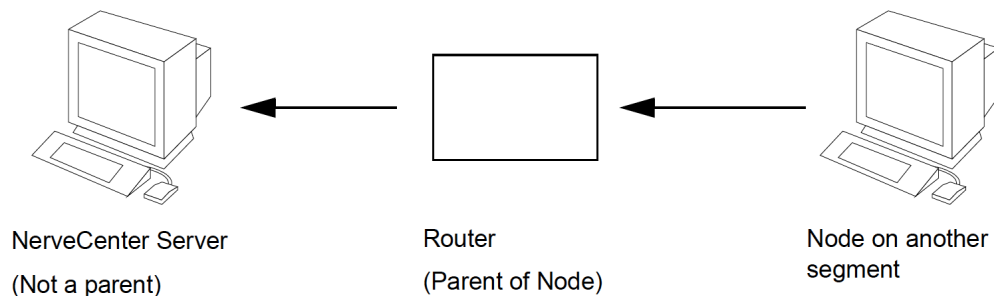 NerveCenter Server
(Not a parent)
Router
(Parent of Node)
Node on another
segment